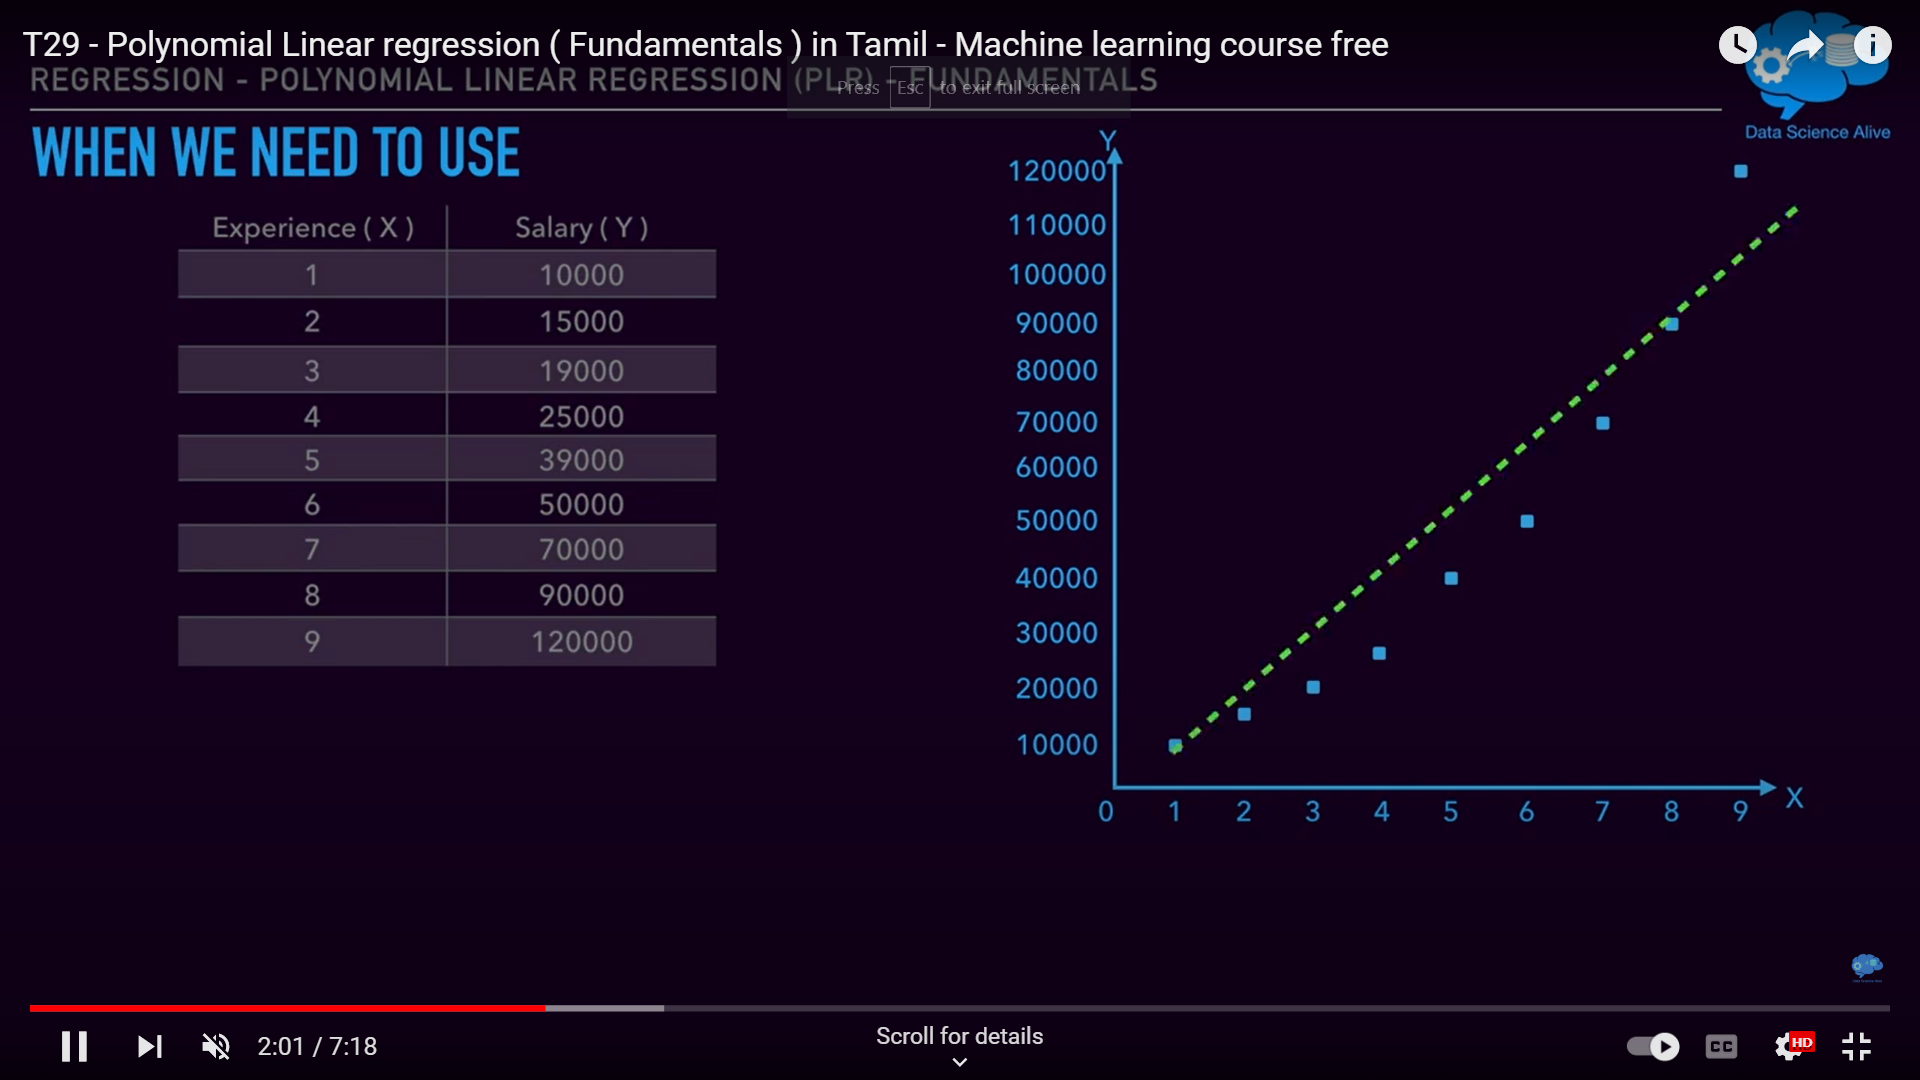 T29 - Polynomial Linear regression ( Fundamentals ) in Tamil - Machine learning course free
REGRESSION - POLYNOMIAL LINEAR REGRESSION (PLR) - FUNDAMENTALS
Press Esc to exit full screen
Data Science Alive
WHEN WE NEED TO USE
Experience ( X ) Salary ( Y )
1 10000
2 15000
3 19000
4 25000
5 39000
6 50000
7 70000
8 90000
9 120000
Y
120000
110000
100000
90000
80000
70000
60000
50000
40000
30000
20000
10000
0 1 2 3 4 5 6 7 8 9 X
2:01 / 7:18
Scroll for details
CC
HD